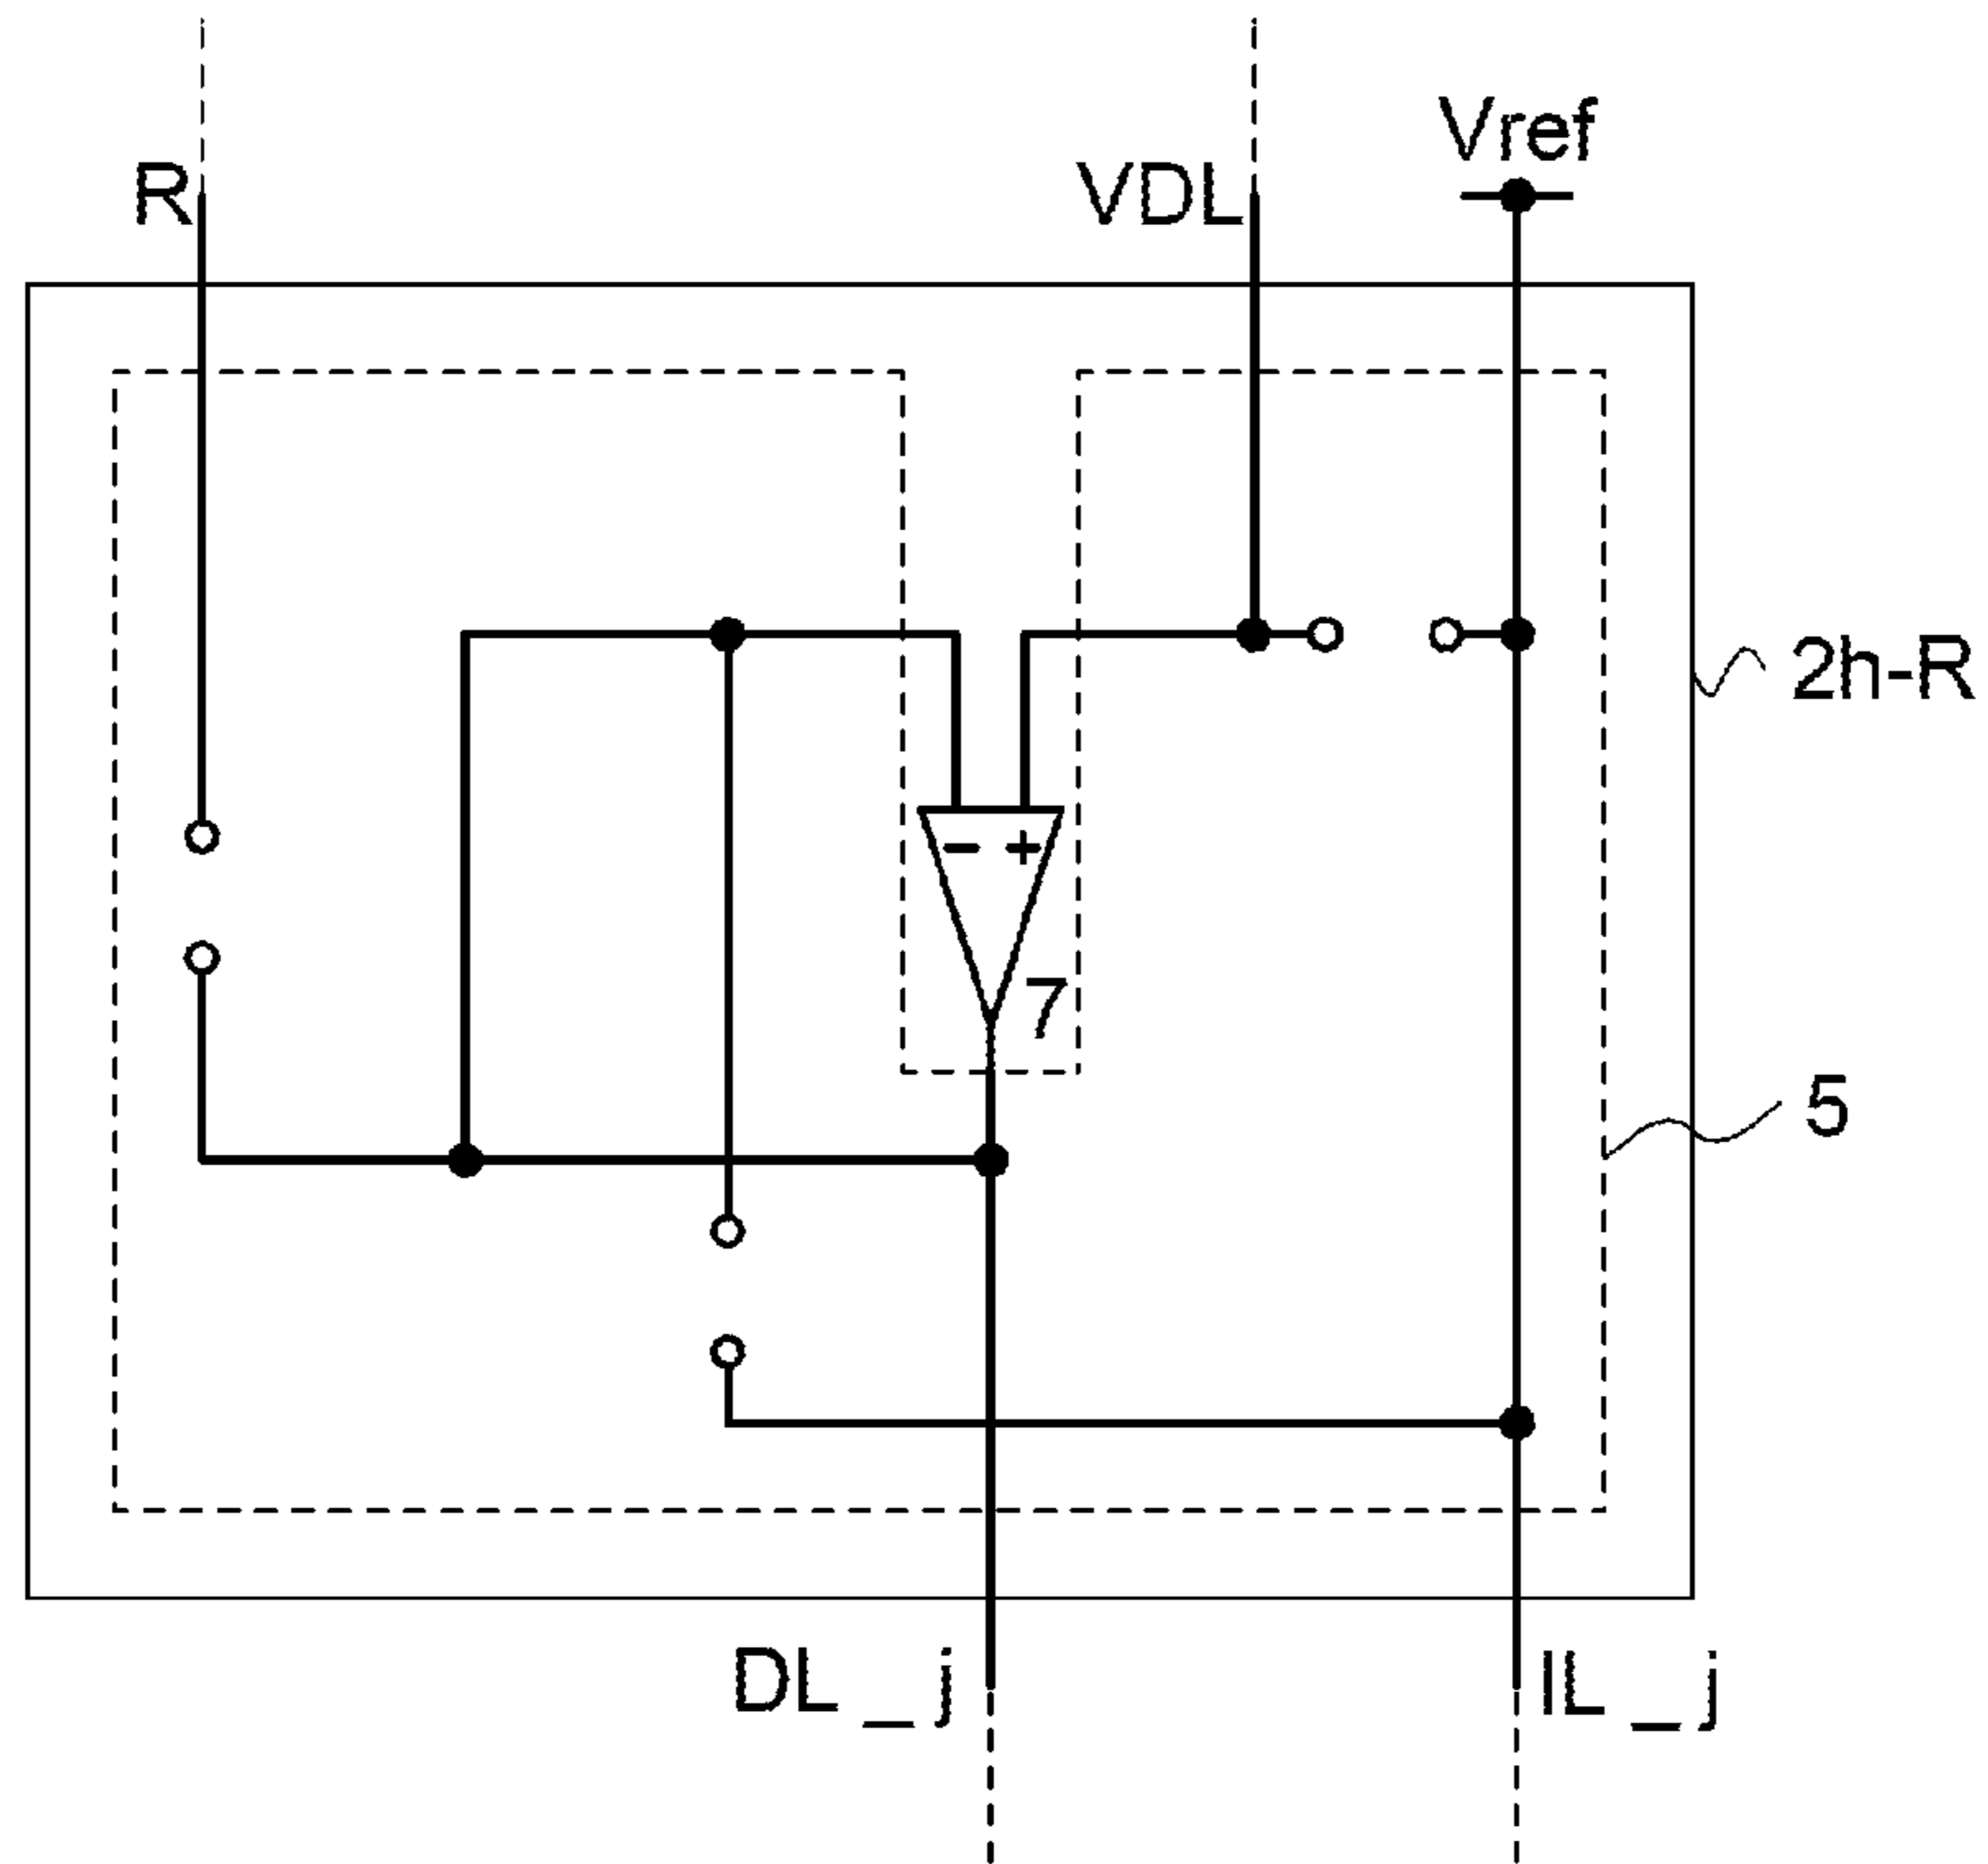 Vref
R
VDL
2h-R
- +
7
5
DL _ j
IL _ j